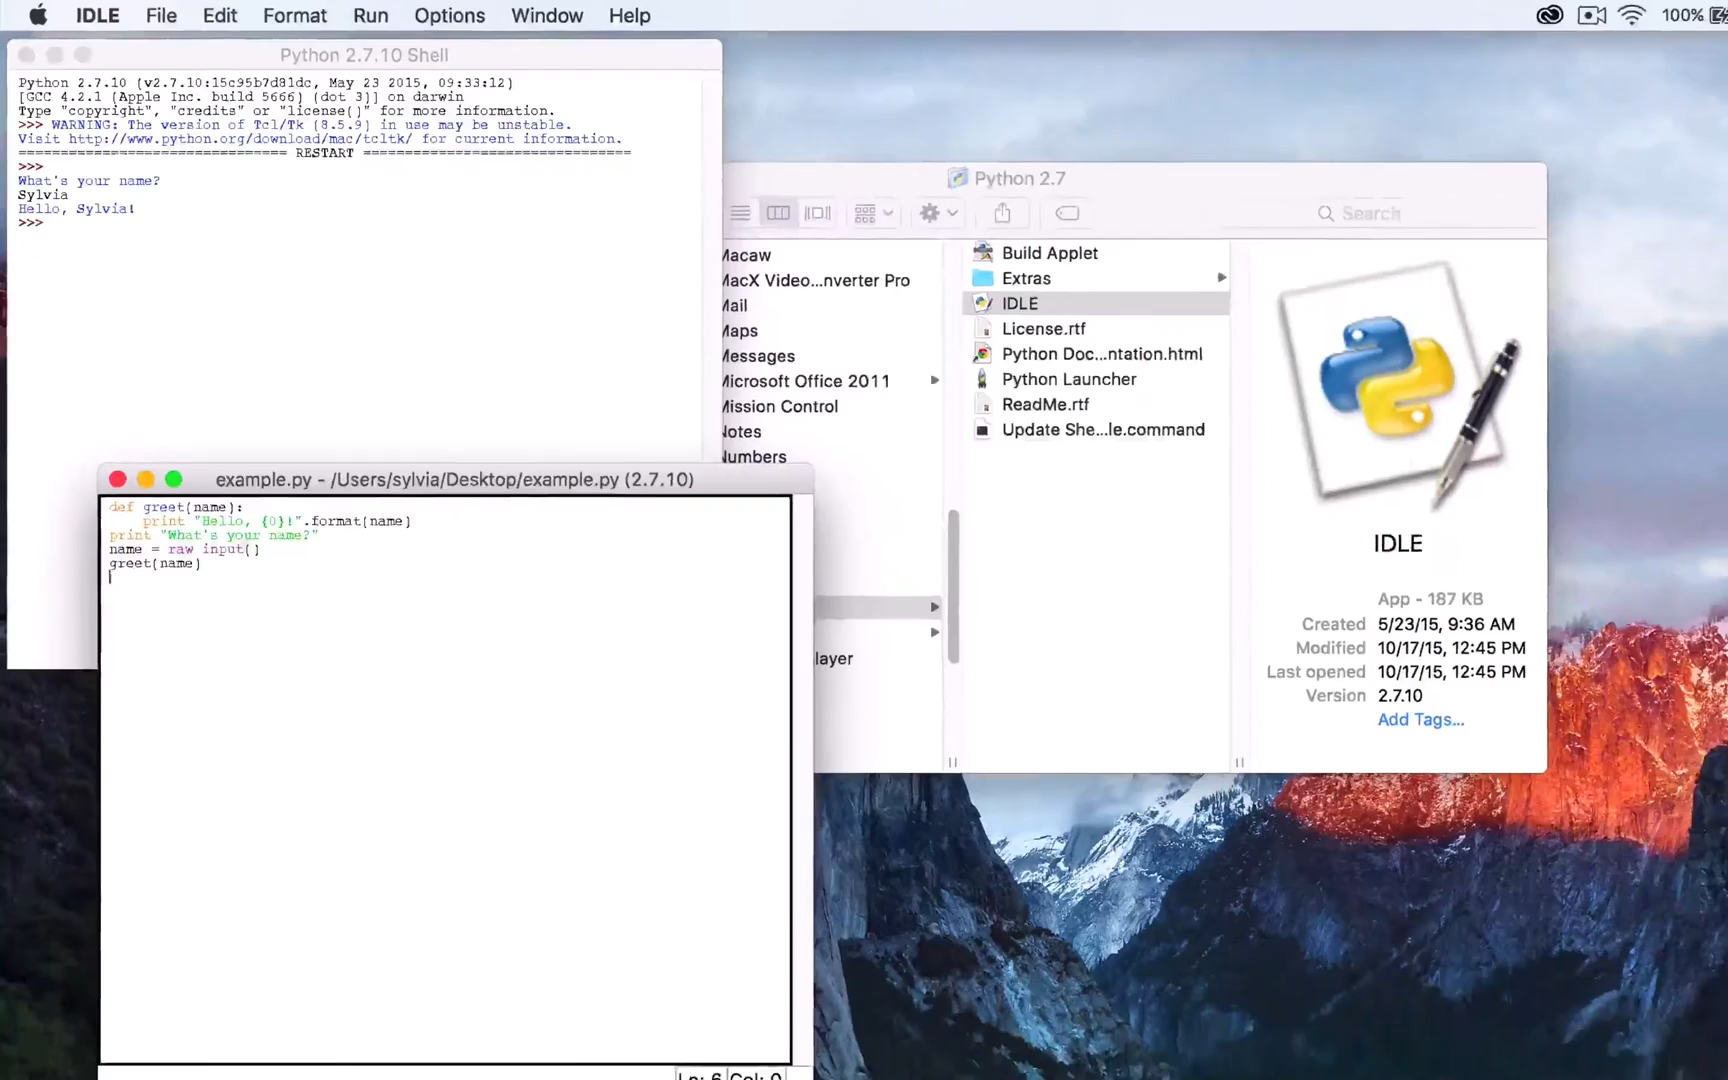 IDLE File Edit Format Run Options Window Help 100%
Python 2.7.10 Shell
Python 2.7.10 (v2.7.10:15c95b7d81dc, May 23 2015, 09:33:12)
[GCC 4.2.1 (Apple Inc. build 5666) (dot 3)] on darwin
Type "copyright", "credits" or "license()" for more information.
>>> WARNING: The version of Tcl/Tk (8.5.9) in use may be unstable.
Visit http://www.python.org/download/mac/tcltk/ for current information.
================================ RESTART ================================
>>>
What's your name?
Sylvia
Hello, Sylvia!
>>>
Python 2.7
Search
Macaw
MacX Video...nverter Pro
Mail
Maps
Messages
Microsoft Office 2011
Mission Control
Notes
Numbers
layer
Build Applet
Extras
IDLE
License.rtf
Python Doc...ntation.html
Python Launcher
ReadMe.rtf
Update She...le.command
IDLE
App - 187 KB
Created 5/23/15, 9:36 AM
Modified 10/17/15, 12:45 PM
Last opened 10/17/15, 12:45 PM
Version 2.7.10
Add Tags...
example.py - /Users/sylvia/Desktop/example.py (2.7.10)
def greet(name):
    print "Hello, {0}!".format(name)
print "What's your name?"
name = raw_input()
greet(name)
Ln: 6 Col: 0